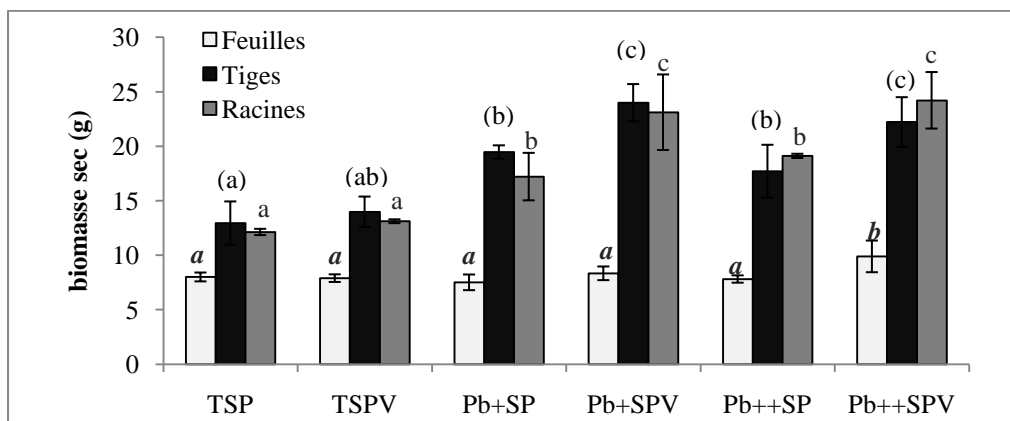 biomasse sec (g)
30
25
20
15
10
5
0
Feuilles
Tiges
Racines
a
(a)
a
a
(ab)
a
a
(b)
b
a
(c)
c
a
(b)
b
b
(c)
c
TSP TSPV Pb+SP Pb+SPV Pb++SP Pb++SPV